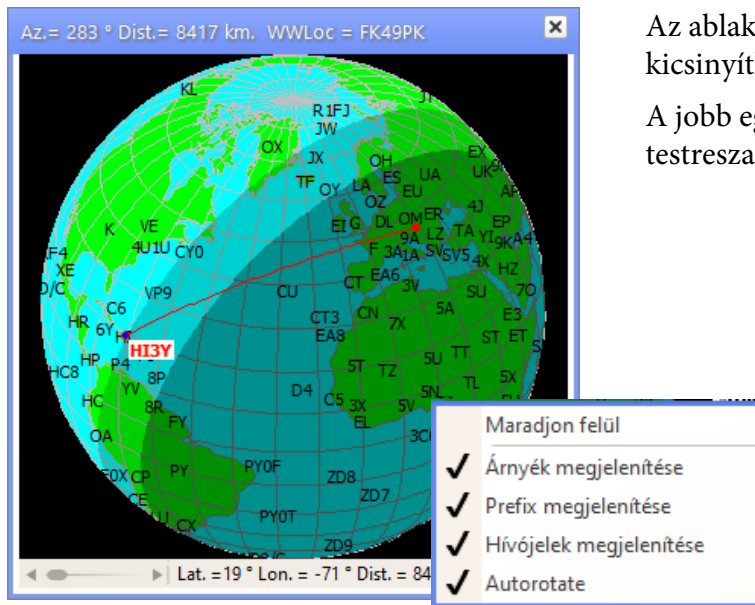 Az.= 283 ° Dist.= 8417 km. WWLoc = FK49PK
Az ablak
kicsinyít
A jobb eg
testresza
KL
R1FJ
JW
JX
OX
TF
OY
LA
OH
ES
UA
EX
UK9
OZ
EU
AP
EI
G
DL
OM
ER
4J
EP
K
VE
4U1U
CY0
F
3A
1A
9A
LZ
SV
SV5
TA
YI
9K
A4
4X
HZ
XE
VP9
CU
CT
EA6
3V
SU
7O
C6
CT3
CN
7X
5A
E3
HR
6Y
EA8
ST
ET
HI3Y
HP
P4
5T
TZ
5U
TT
HC8
YV
8P
D4
C5
3X
5V
5N
TL
5X
HC
8R
FY
EL
OA
PY
PY0F
ZD8
CP
CE
ZD7
CX
PY0T
ZD9
Lat. =19 ° Lon. = -71 ° Dist. = 84
Maradjon felül
✓ Árnyék megjelenítése
✓ Prefix megjelenítése
✓ Hívójelek megjelenítése
✓ Autorotate